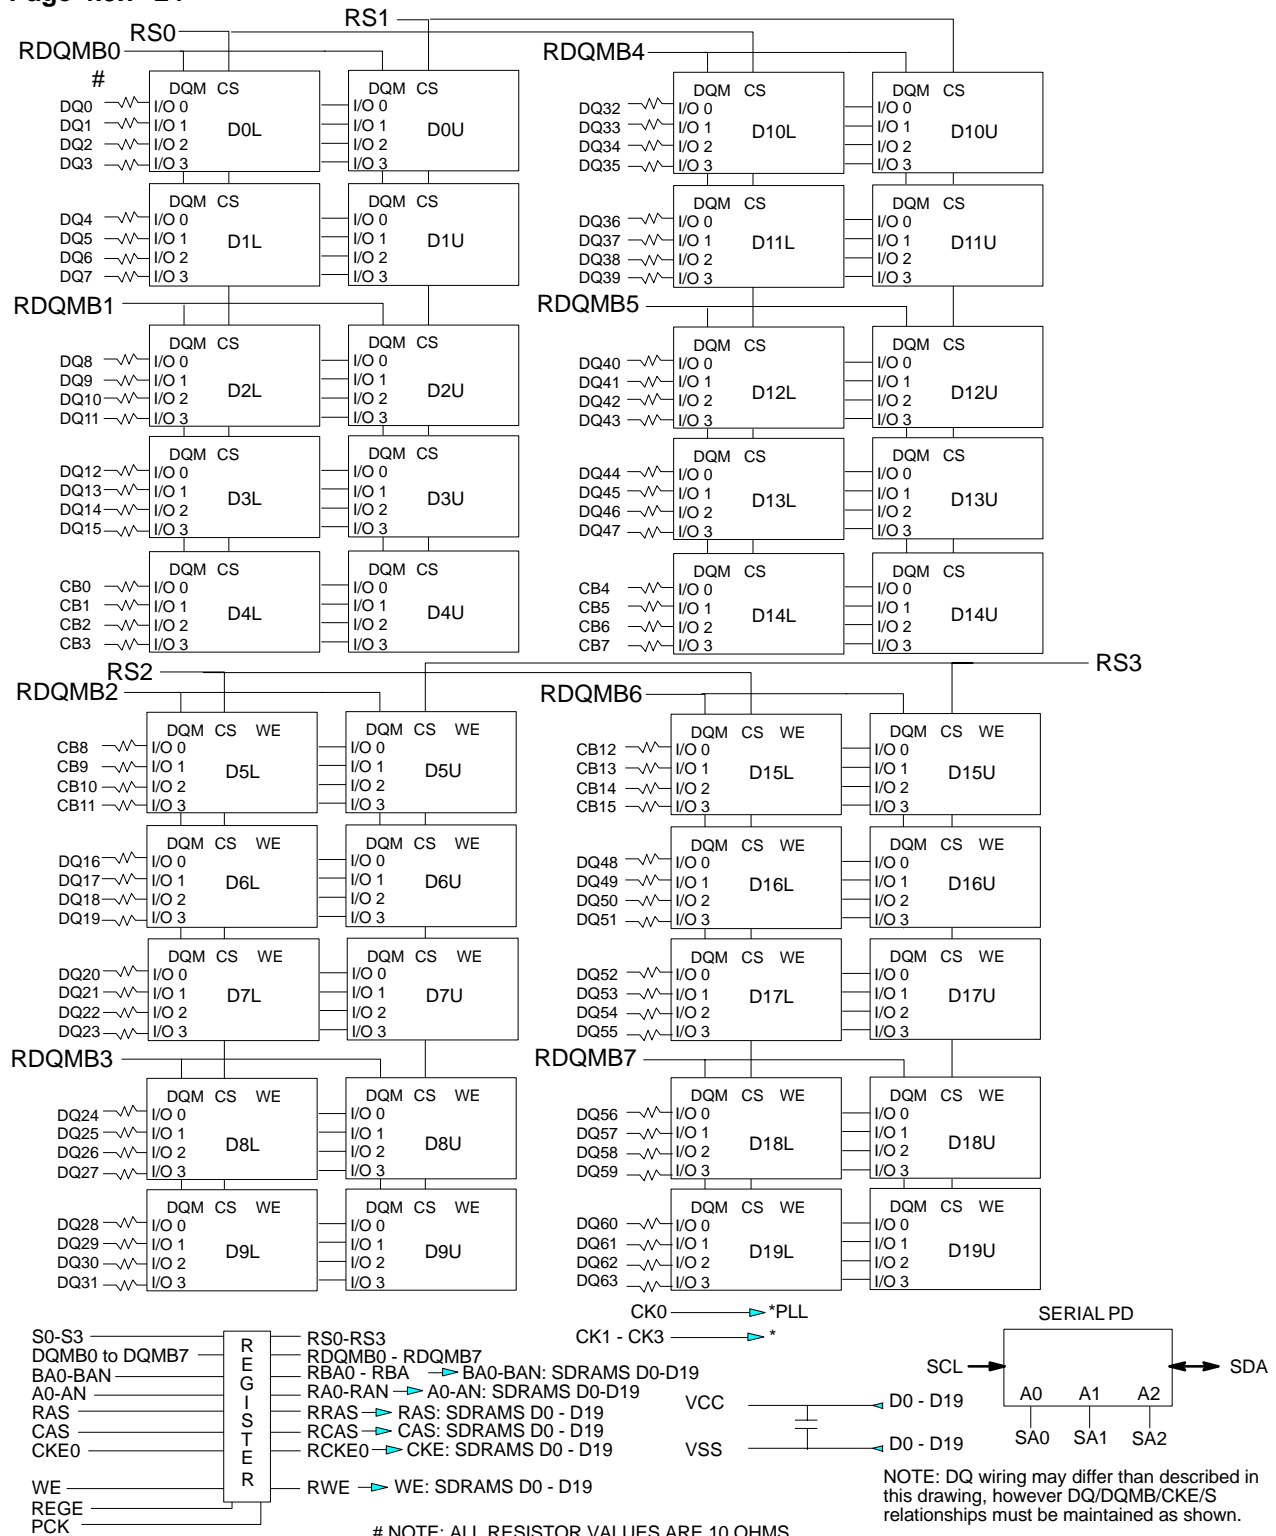 RS1
RS0
RDQMB0
RDQMB4
#
DQM CS
DQ0 I/O 0 I/O 0
DQ1 I/O 1 D0L I/O 1 D0U
DQ2 I/O 2 I/O 2
DQ3 I/O 3 I/O 3
DQM CS
DQ32 I/O 0 I/O 0
DQ33 I/O 1 D10L I/O 1 D10U
DQ34 I/O 2 I/O 2
DQ35 I/O 3 I/O 3
DQM CS DQM CS
DQ4 I/O 0 I/O 0
DQ5 I/O 1 D1L I/O 1 D1U
DQ6 I/O 2 I/O 2
DQ7 I/O 3 I/O 3
DQM CS DQM CS
DQ36 I/O 0 I/O 0
DQ37 I/O 1 D11L I/O 1 D11U
DQ38 I/O 2 I/O 2
DQ39 I/O 3 I/O 3
RDQMB1
RDQMB5
DQM CS DQM CS
DQ8 I/O 0 I/O 0
DQ9 I/O 1 D2L I/O 1 D2U
DQ10 I/O 2 I/O 2
DQ11 I/O 3 I/O 3
DQM CS DQM CS
DQ40 I/O 0 I/O 0
DQ41 I/O 1 D12L I/O 1 D12U
DQ42 I/O 2 I/O 2
DQ43 I/O 3 I/O 3
DQM CS DQM CS
DQ12 I/O 0 I/O 0
DQ13 I/O 1 D3L I/O 1 D3U
DQ14 I/O 2 I/O 2
DQ15 I/O 3 I/O 3
DQM CS DQM CS
DQ44 I/O 0 I/O 0
DQ45 I/O 1 D13L I/O 1 D13U
DQ46 I/O 2 I/O 2
DQ47 I/O 3 I/O 3
DQM CS DQM CS
CB0 I/O 0 I/O 0
CB1 I/O 1 D4L I/O 1 D4U
CB2 I/O 2 I/O 2
CB3 I/O 3 I/O 3
DQM CS DQM CS
CB4 I/O 0 I/O 0
CB5 I/O 1 D14L I/O 1 D14U
CB6 I/O 2 I/O 2
CB7 I/O 3 I/O 3
RS2
RS3
RDQMB2
RDQMB6
DQM CS WE DQM CS WE
CB8 I/O 0 I/O 0
CB9 I/O 1 D5L I/O 1 D5U
CB10 I/O 2 I/O 2
CB11 I/O 3 I/O 3
DQM CS WE DQM CS WE
CB12 I/O 0 I/O 0
CB13 I/O 1 D15L I/O 1 D15U
CB14 I/O 2 I/O 2
CB15 I/O 3 I/O 3
DQM CS WE DQM CS WE
DQ16 I/O 0 I/O 0
DQ17 I/O 1 D6L I/O 1 D6U
DQ18 I/O 2 I/O 2
DQ19 I/O 3 I/O 3
DQM CS WE DQM CS WE
DQ48 I/O 0 I/O 0
DQ49 I/O 1 D16L I/O 1 D16U
DQ50 I/O 2 I/O 2
DQ51 I/O 3 I/O 3
DQM CS WE DQM CS WE
DQ20 I/O 0 I/O 0
DQ21 I/O 1 D7L I/O 1 D7U
DQ22 I/O 2 I/O 2
DQ23 I/O 3 I/O 3
DQM CS WE DQM CS WE
DQ52 I/O 0 I/O 0
DQ53 I/O 1 D17L I/O 1 D17U
DQ54 I/O 2 I/O 2
DQ55 I/O 3 I/O 3
RDQMB3
RDQMB7
DQM CS WE DQM CS WE
DQ24 I/O 0 I/O 0
DQ25 I/O 1 D8L I/O 1 D8U
DQ26 I/O 2 I/O 2
DQ27 I/O 3 I/O 3
DQM CS WE DQM CS WE
DQ56 I/O 0 I/O 0
DQ57 I/O 1 D18L I/O 1 D18U
DQ58 I/O 2 I/O 2
DQ59 I/O 3 I/O 3
DQM CS WE DQM CS WE
DQ28 I/O 0 I/O 0
DQ29 I/O 1 D9L I/O 1 D9U
DQ30 I/O 2 I/O 2
DQ31 I/O 3 I/O 3
DQM CS WE DQM CS WE
DQ60 I/O 0 I/O 0
DQ61 I/O 1 D19L I/O 1 D19U
DQ62 I/O 2 I/O 2
DQ63 I/O 3 I/O 3
CK0 *PLL
CK1 - CK3 *
SERIAL PD
SCL SDA
A0 A1 A2
SA0 SA1 SA2
REGISTER
S0-S3 RS0-RS3
DQMB0 to DQMB7 RDQMB0 - RDQMB7
BA0-BAN RBA0 - RBA BA0-BAN: SDRAMS D0-D19
A0-AN RA0-RAN A0-AN: SDRAMS D0-D19
RAS RRAS RAS: SDRAMS D0 - D19
CAS RCAS CAS: SDRAMS D0 - D19
CKE0 RCKE0 CKE: SDRAMS D0 - D19
WE RWE WE: SDRAMS D0 - D19
REGE
PCK
VCC D0 - D19
VSS D0 - D19
NOTE: DQ wiring may differ than described in
this drawing, however DQ/DQMB/CKE/S
relationships must be maintained as shown.
# NOTE: ALL RESISTOR VALUES ARE 10 OHMS